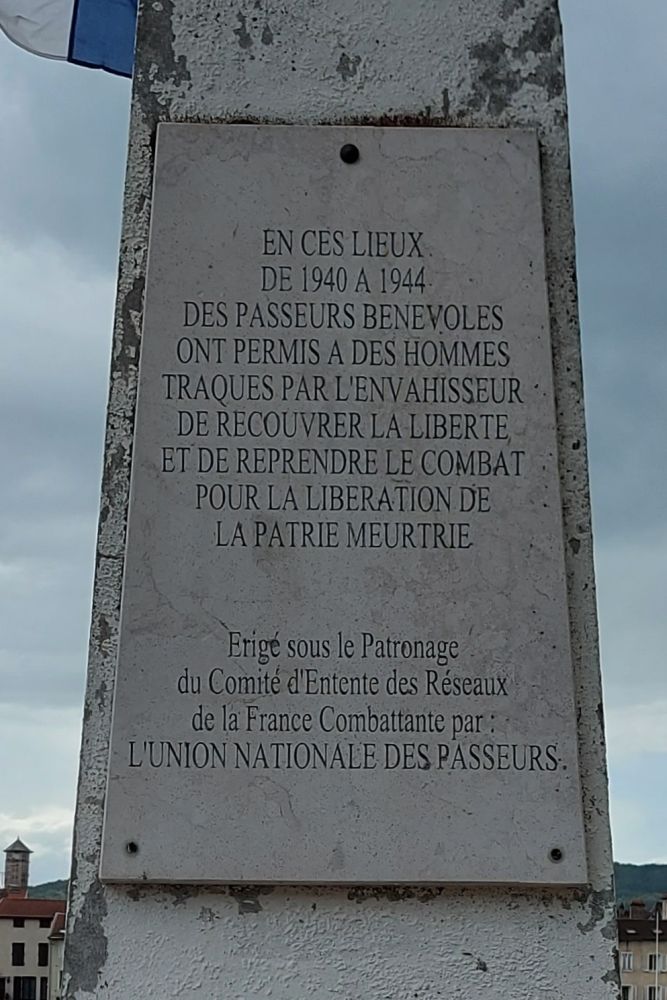 EN CES LIEUX
DE 1940 A 1944
DES PASSEURS BENEVOLES
ONT PERMIS A DES HOMMES
TRAQUES PAR L'ENVAHISSEUR
DE RECOUVRER LA LIBERTE
ET DE REPRENDRE LE COMBAT
POUR LA LIBERATION DE
LA PATRIE MEURTRIE
Erigé sous le Patronage
du Comité d'Entente des Réseaux
de la France Combattante par :
L'UNION NATIONALE DES PASSEURS